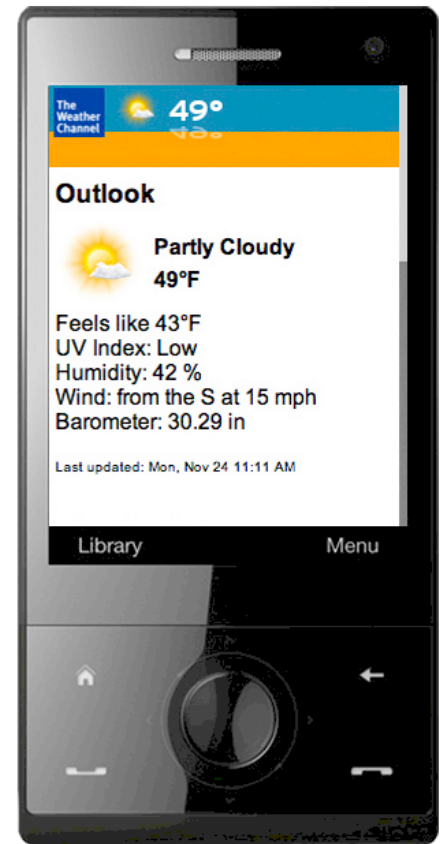 The
Weather
Channel
49°
Outlook
Partly Cloudy
49°F
Feels like 43°F
UV Index: Low
Humidity: 42 %
Wind: from the S at 15 mph
Barometer: 30.29 in
Last updated: Mon, Nov 24 11:11 AM
Library
Menu